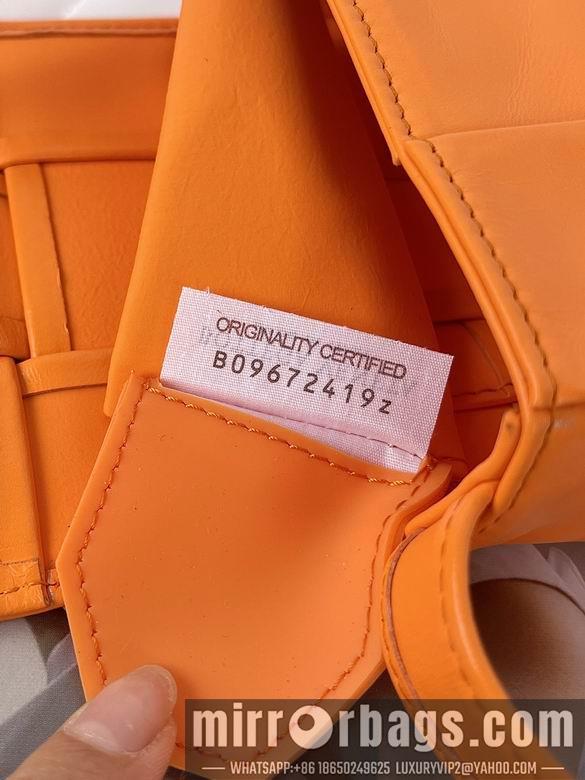 ORIGINALITY CERTIFIED
B09672419z
mirrorbags.com
WHATSAPP:+86 18650249625 LUXURYVIP2@YAHOO.COM